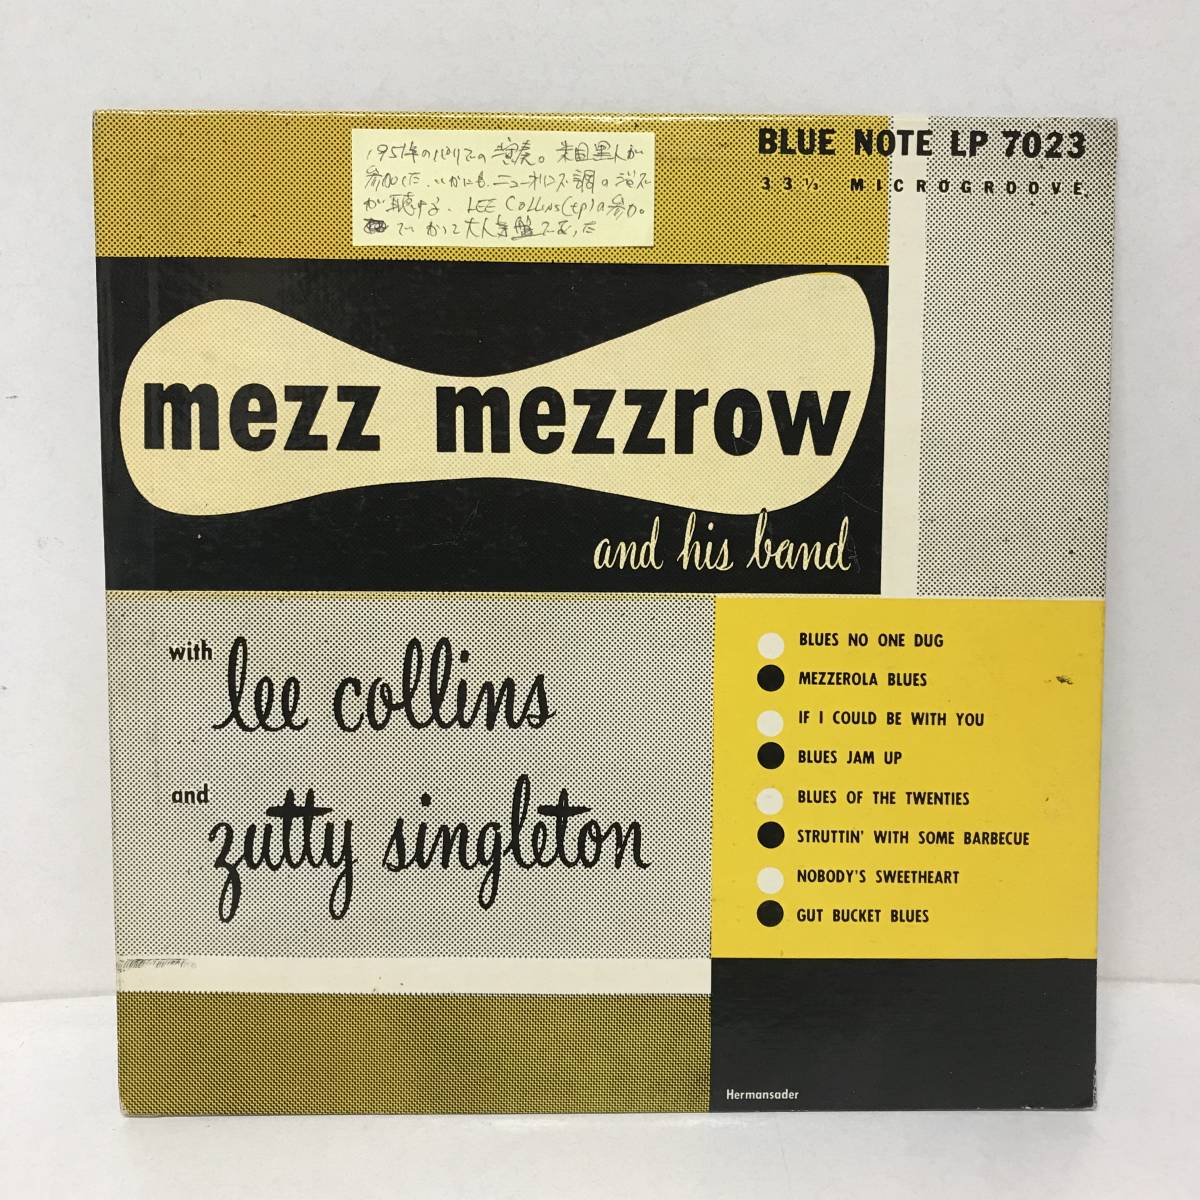 BLUE NOTE LP 7023
33⅓ MICROGROOVE
1951年のパリでの演奏。米国黒人が
参加した、いかにもニューオリンズ調の
が聴ける、LEE COLLINS(tp)の参加。
かつて大人気盤であった
mezz mezzrow
and his band
with lee collins
and zutty singleton
BLUES NO ONE DUG
MEZZEROLA BLUES
IF I COULD BE WITH YOU
BLUES JAM UP
BLUES OF THE TWENTIES
STRUTTIN' WITH SOME BARBECUE
NOBODY'S SWEETHEART
GUT BUCKET BLUES
Hermansader